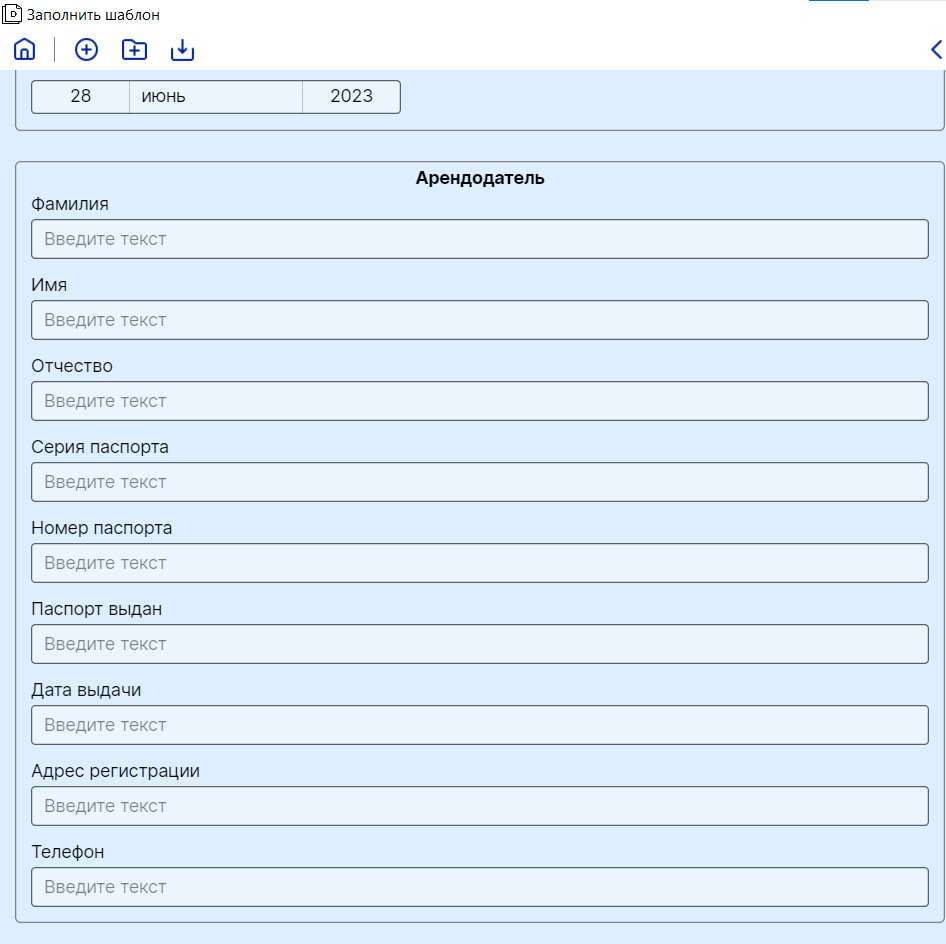 Заполнить шаблон
28 июнь 2023
Арендодатель
Фамилия
Введите текст
Имя
Введите текст
Отчество
Введите текст
Серия паспорта
Введите текст
Номер паспорта
Введите текст
Паспорт выдан
Введите текст
Дата выдачи
Введите текст
Адрес регистрации
Введите текст
Телефон
Введите текст